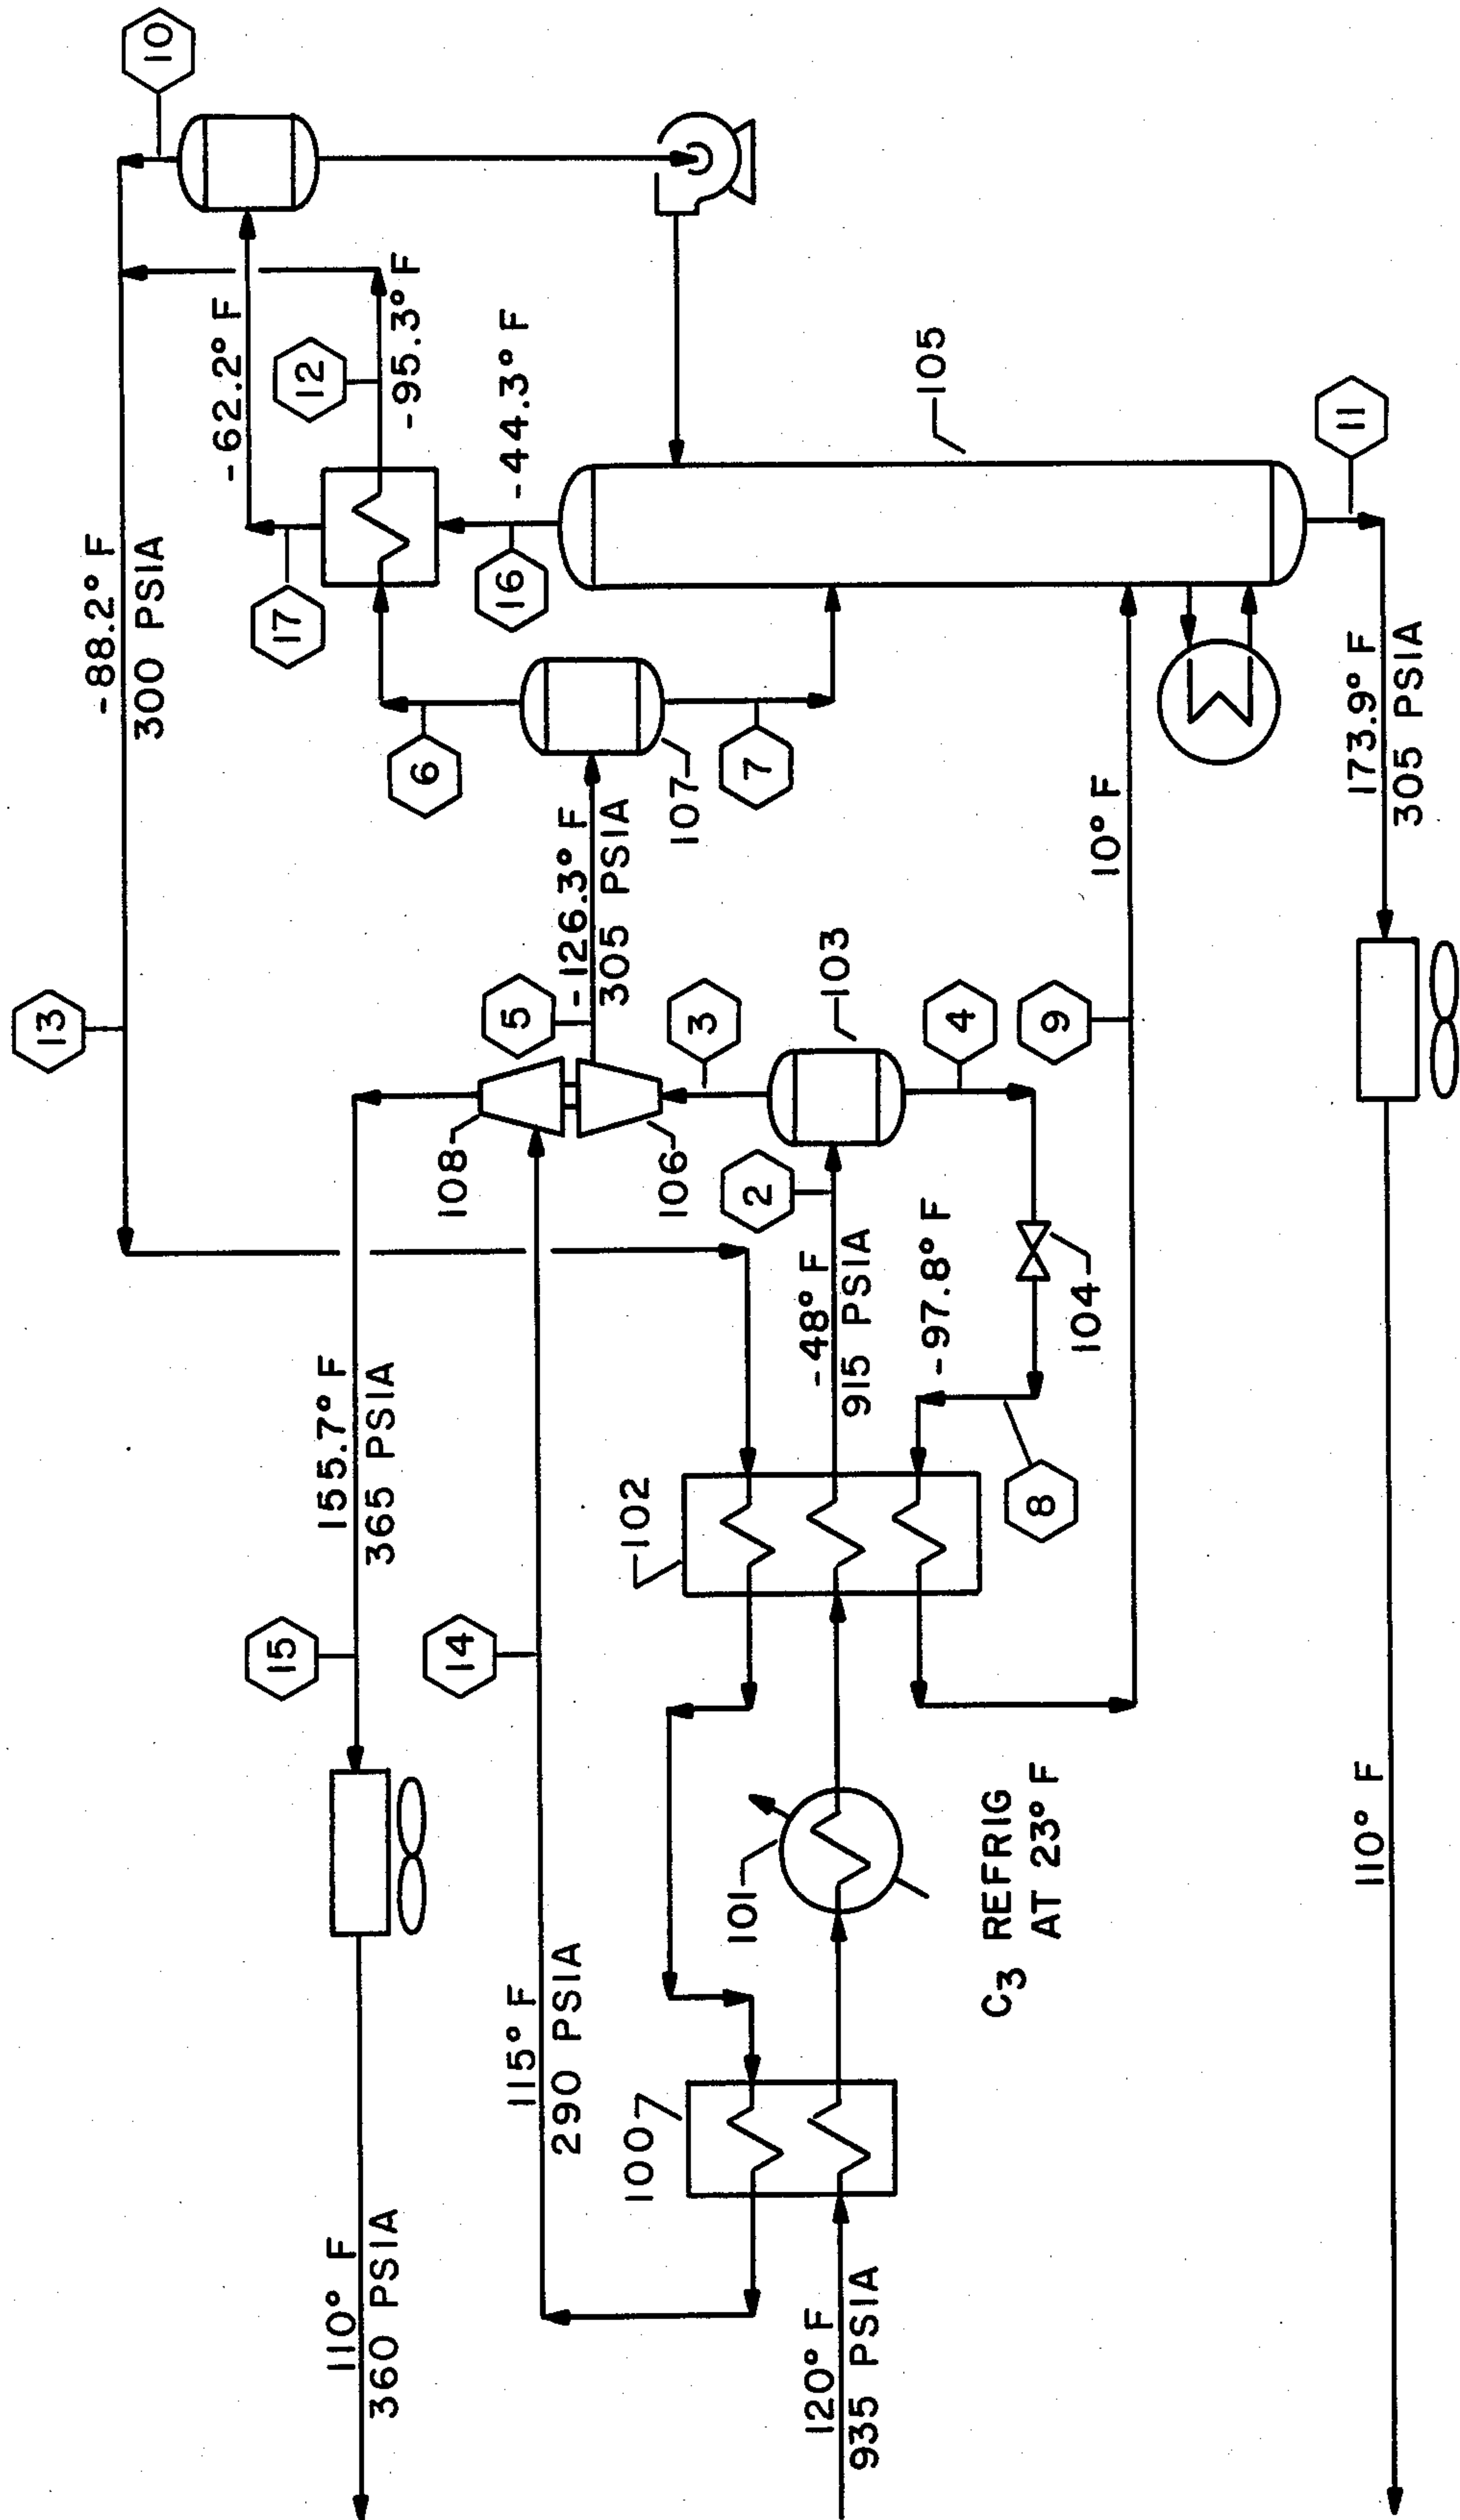 110° F
360 PSIA
15
155.7° F
365 PSIA
13
-88.2° F
300 PSIA
10
115° F
290 PSIA
14
108
106
5
-126.3° F
305 PSIA
6
107
7
17
-62.2° F
12
-95.3° F
16
-44.3° F
105
120° F
935 PSIA
100
101
C3 REFRIG
AT 23° F
102
-48° F
915 PSIA
2
3
103
4
-97.8° F
104
8
9
10° F
110° F
173.9° F
305 PSIA
11